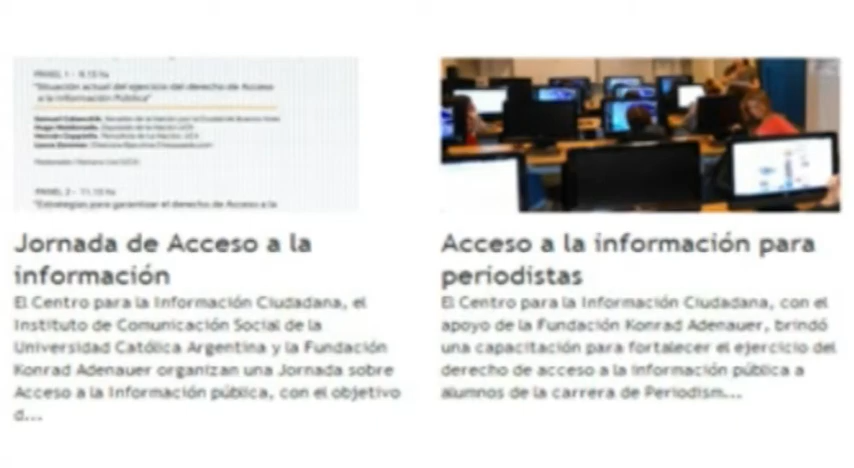 PANEL 1 - 9.15 hs
"Situación actual del ejercicio del derecho de Acceso
a la Información Pública"
PANEL 2 - 11.15 hs
"Estrategias para garantizar el derecho de Acceso a la
Jornada de Acceso a la
información
El Centro para la Información Ciudadana, el
Instituto de Comunicación Social de la
Universidad Católica Argentina y la Fundación
Konrad Adenauer organizan una Jornada sobre
Acceso a la Información pública, con el objetivo
d...
Acceso a la información para
periodistas
El Centro para la Información Ciudadana, con el
apoyo de la Fundación Konrad Adenauer, brindó
una capacitación para fortalecer el ejercicio del
derecho de acceso a la información pública a
alumnos de la carrera de Periodism...